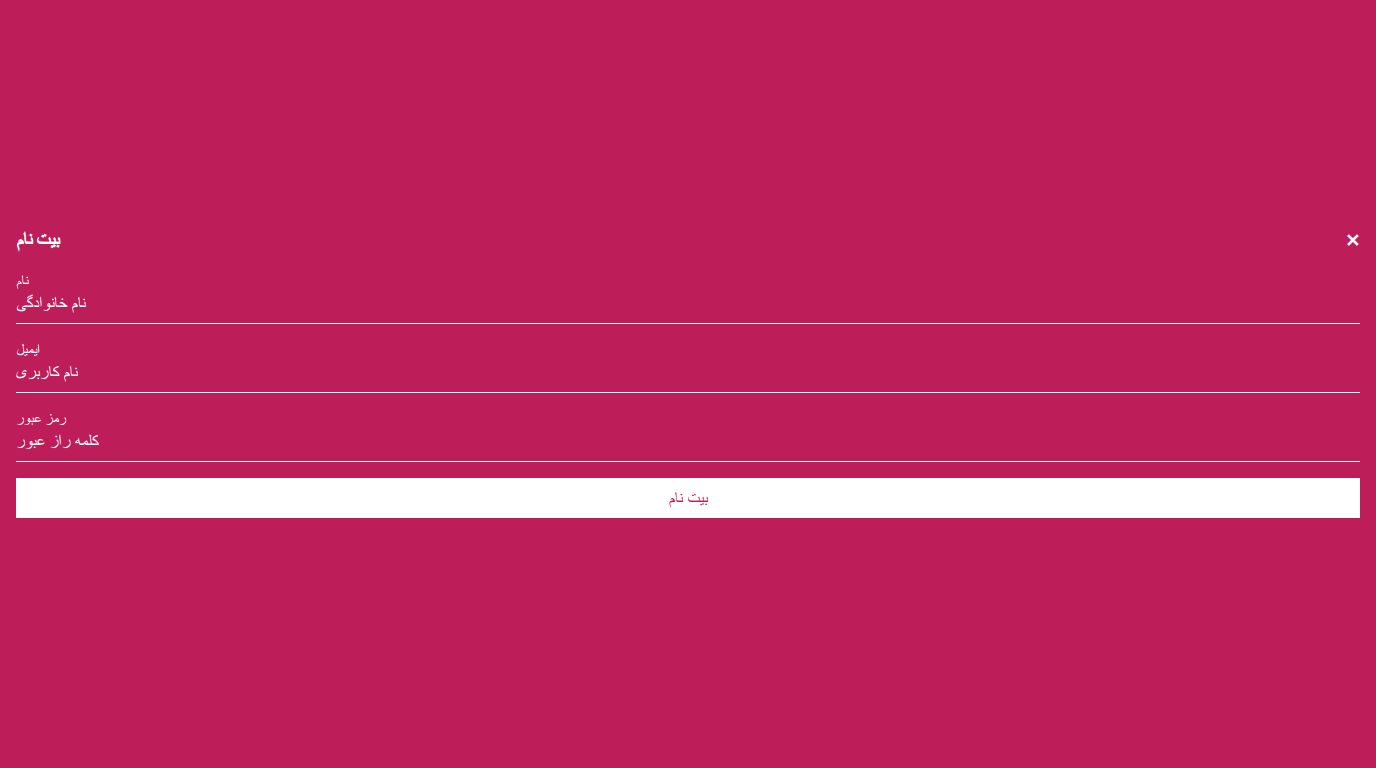 بیت نام
×
نام
نام خانوادگی
ایمیل
نام کاربری
رمز عبور
کلمه راز عبور
بیت نام